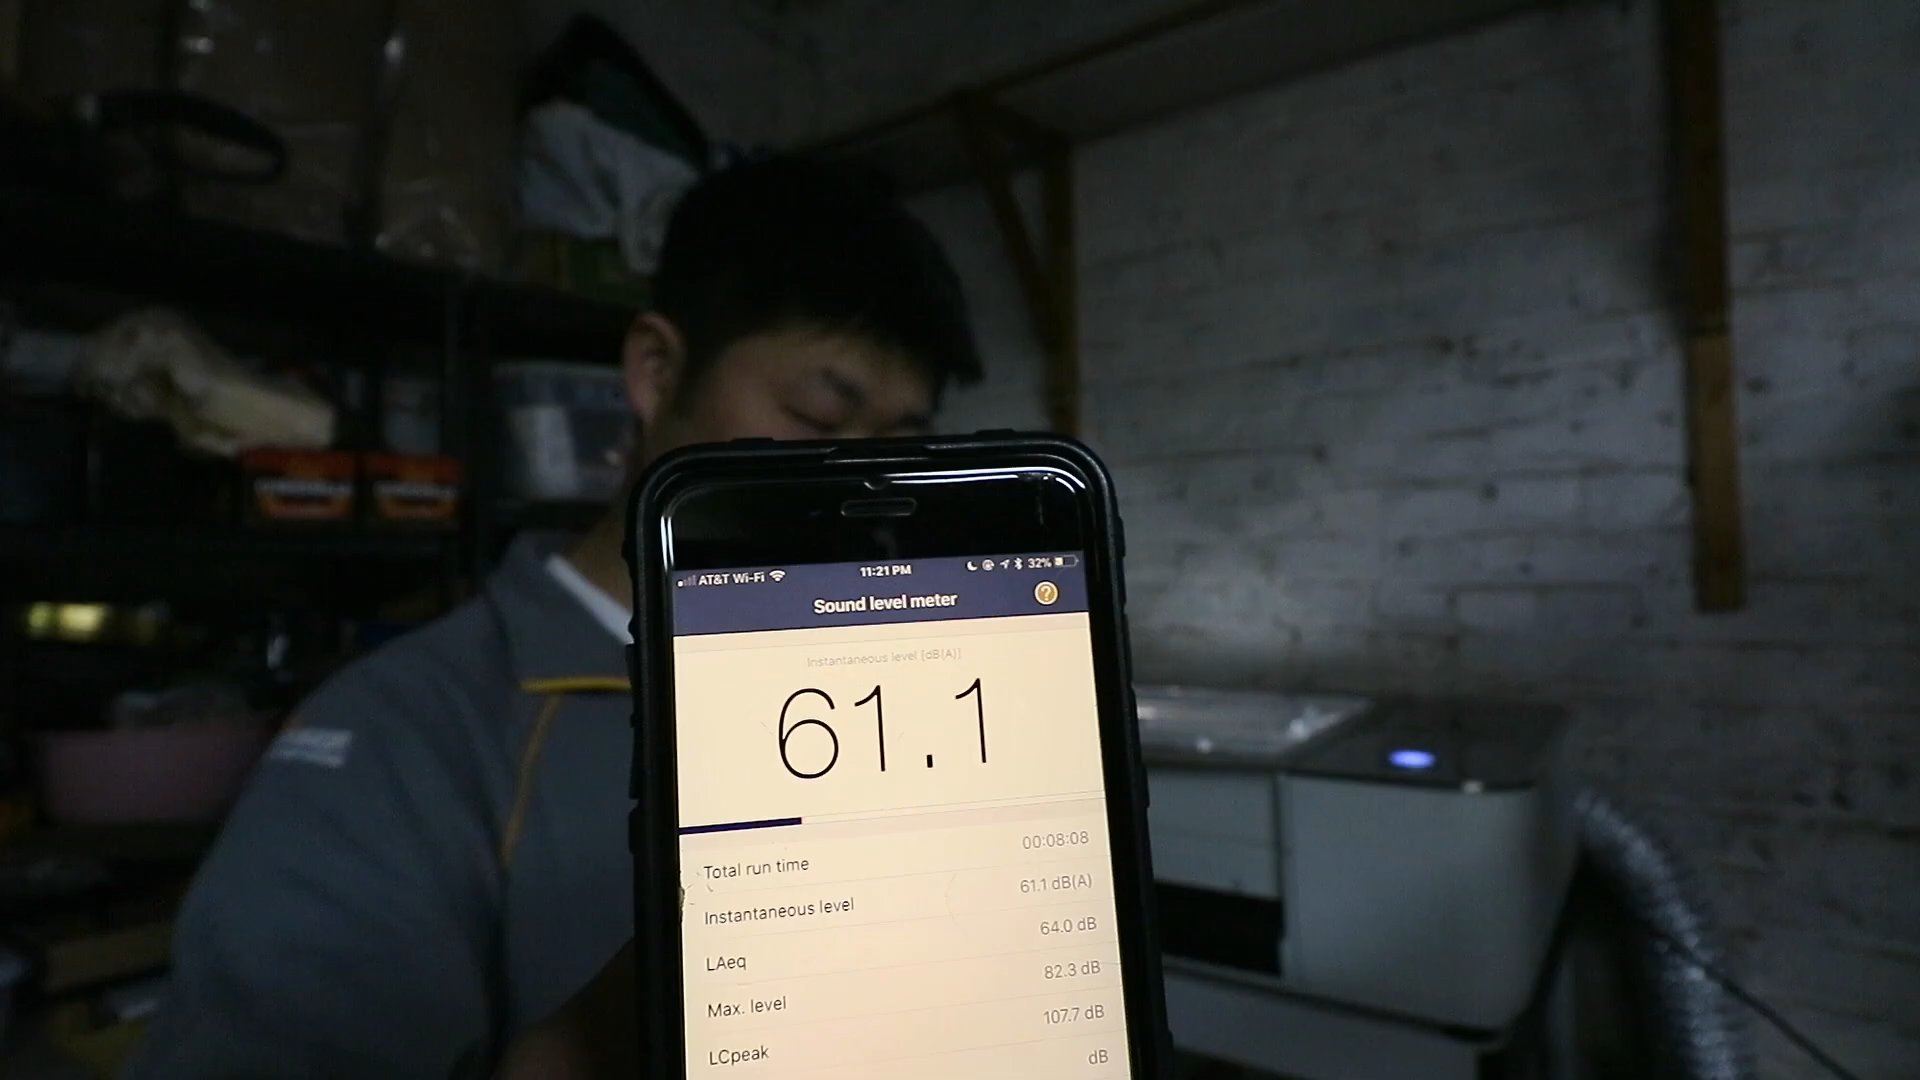 AT&T Wi-Fi 11:21 PM 32%
Sound level meter ?
Instantaneous level [dB(A)]
61.1
Total run time 00:08:08
Instantaneous level 61.1 dB(A)
LAeq 64.0 dB
Max. level 82.3 dB
LCpeak 107.7 dB
dB